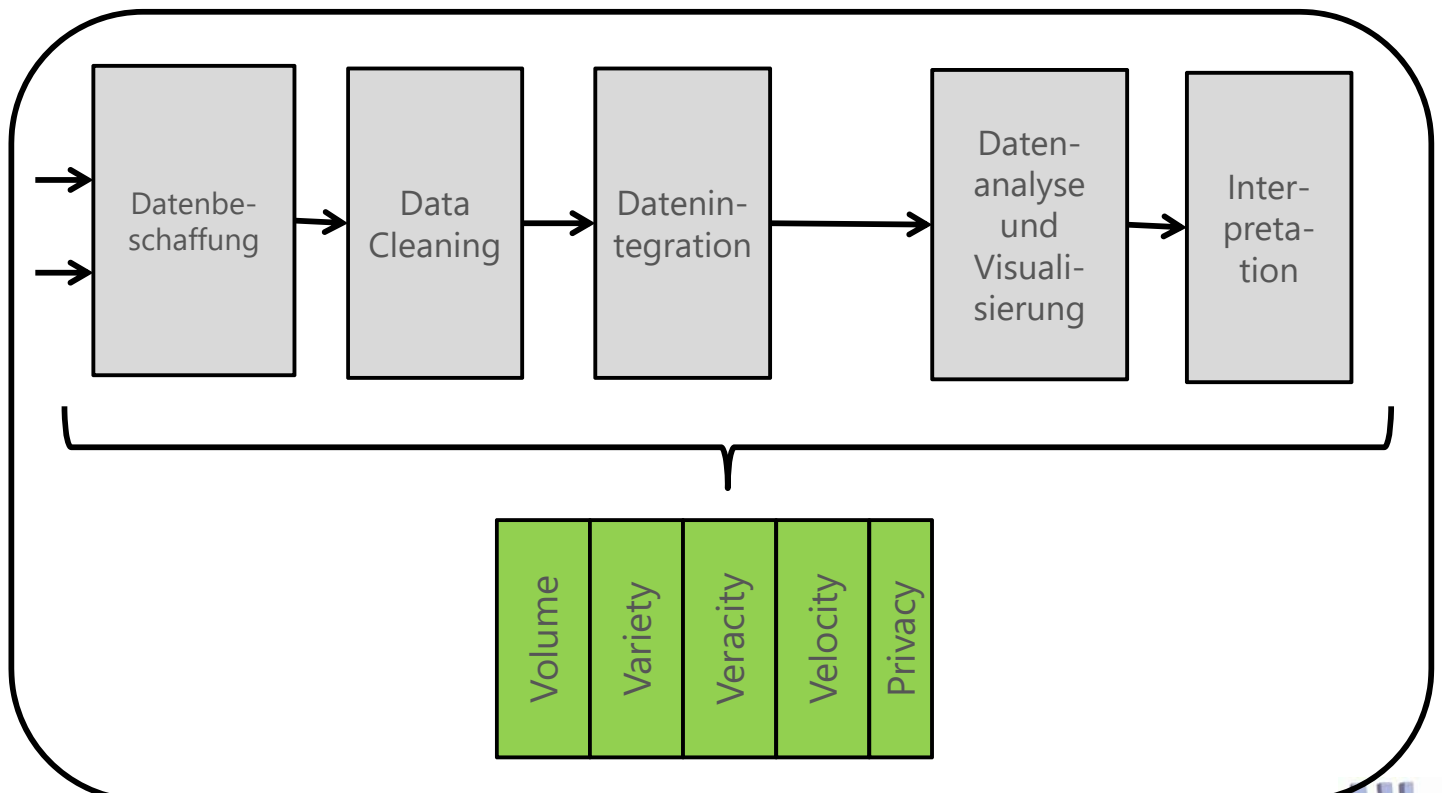 Datenbe-
schaffung
Data
Cleaning
Datenin-
tegration
Daten-
analyse
und
Visuali-
sierung
Inter-
preta-
tion
Volume
Variety
Veracity
Velocity
Privacy